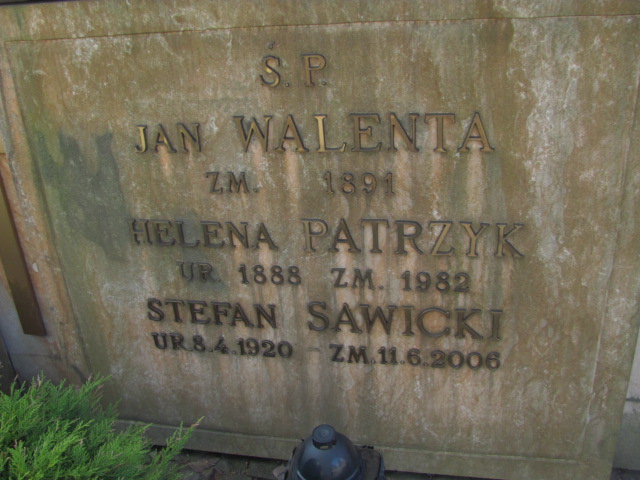 Ś.P.
JAN WALENTA
ZM. 1891
HELENA PATRZYK
UR. 1888 ZM. 1982
STEFAN SAWICKI
UR.8.4.1920 - ZM.11.6.2006